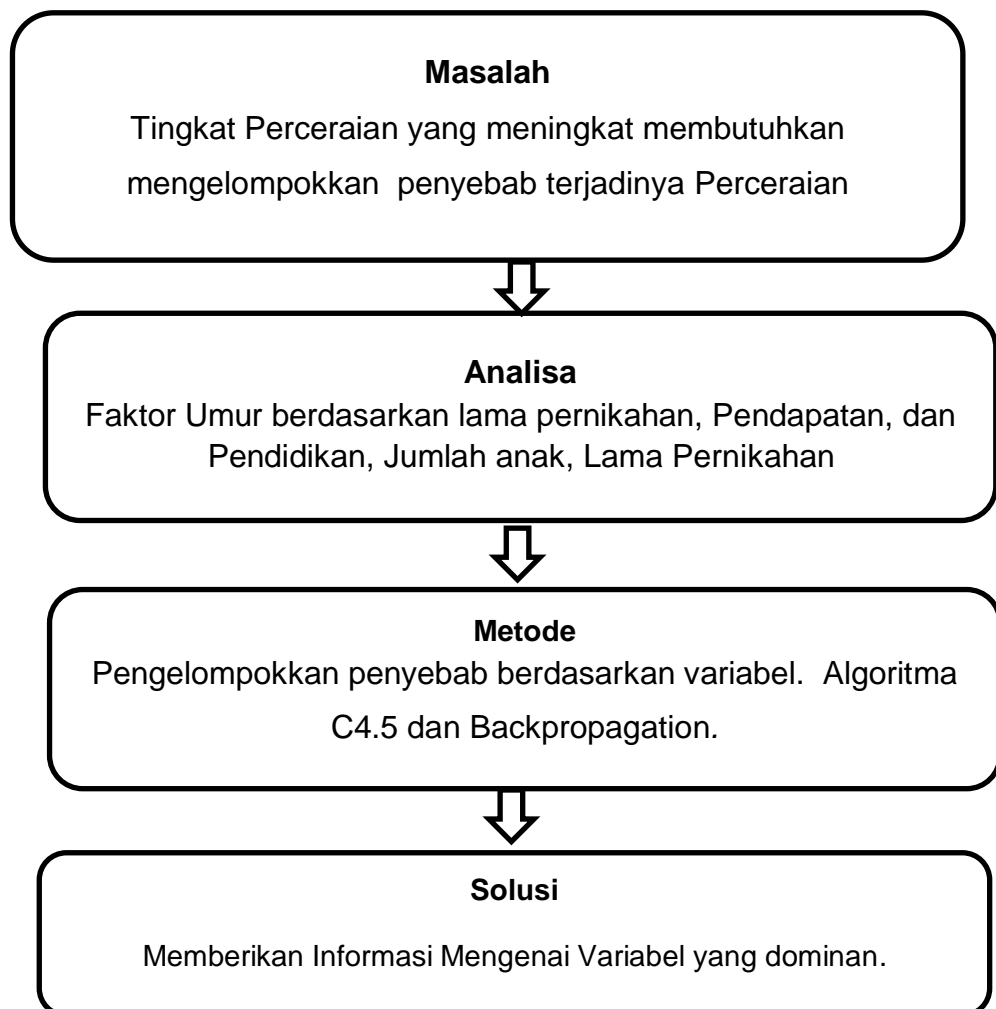 Masalah
Tingkat Perceraian yang meningkat membutuhkan
mengelompokkan penyebab terjadinya Perceraian
Analisa
Faktor Umur berdasarkan lama pernikahan, Pendapatan, dan
Pendidikan, Jumlah anak, Lama Pernikahan
Metode
Pengelompokkan penyebab berdasarkan variabel. Algoritma
C4.5 dan Backpropagation.
Solusi
Memberikan Informasi Mengenai Variabel yang dominan.